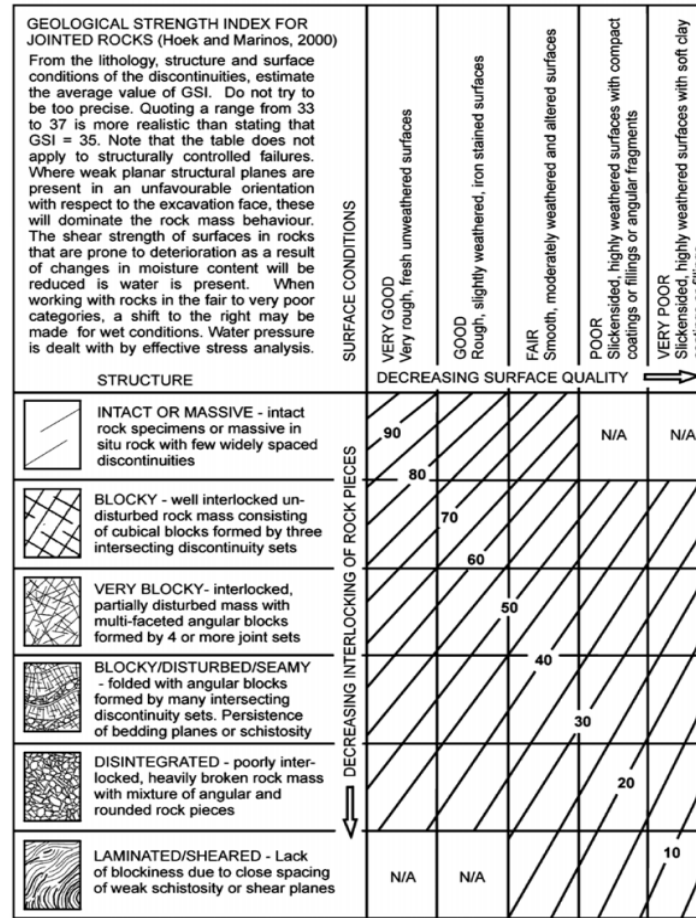 GEOLOGICAL STRENGTH INDEX FOR
JOINTED ROCKS (Hoek and Marinos, 2000)
From the lithology, structure and surface
conditions of the discontinuities, estimate
the average value of GSI. Do not try to
be too precise. Quoting a range from 33
to 37 is more realistic than stating that
GSI = 35. Note that the table does not
apply to structurally controlled failures.
Where weak planar structural planes are
present in an unfavourable orientation
with respect to the excavation face, these
will dominate the rock mass behaviour.
The shear strength of surfaces in rocks
that are prone to deterioration as a result
of changes in moisture content will be
reduced is water is present. When
working with rocks in the fair to very poor
categories, a shift to the right may be
made for wet conditions. Water pressure
is dealt with by effective stress analysis.
STRUCTURE
SURFACE CONDITIONS
VERY GOOD
Very rough, fresh unweathered surfaces
GOOD
Rough, slightly weathered, iron stained surfaces
FAIR
Smooth, moderately weathered and altered surfaces
POOR
Slickensided, highly weathered surfaces with compact
coatings or fillings or angular fragments
VERY POOR
Slickensided, highly weathered surfaces with soft clay
DECREASING SURFACE QUALITY
INTACT OR MASSIVE - intact
rock specimens or massive in
situ rock with few widely spaced
discontinuities
BLOCKY - well interlocked un-
disturbed rock mass consisting
of cubical blocks formed by three
intersecting discontinuity sets
VERY BLOCKY- interlocked,
partially disturbed mass with
multi-faceted angular blocks
formed by 4 or more joint sets
BLOCKY/DISTURBED/SEAMY
- folded with angular blocks
formed by many intersecting
discontinuity sets. Persistence
of bedding planes or schistosity
DISINTEGRATED - poorly inter-
locked, heavily broken rock mass
with mixture of angular and
rounded rock pieces
LAMINATED/SHEARED - Lack
of blockiness due to close spacing
of weak schistosity or shear planes
DECREASING INTERLOCKING OF ROCK PIECES
90
N/A
N/A
80
70
60
50
40
30
20
10
N/A
N/A